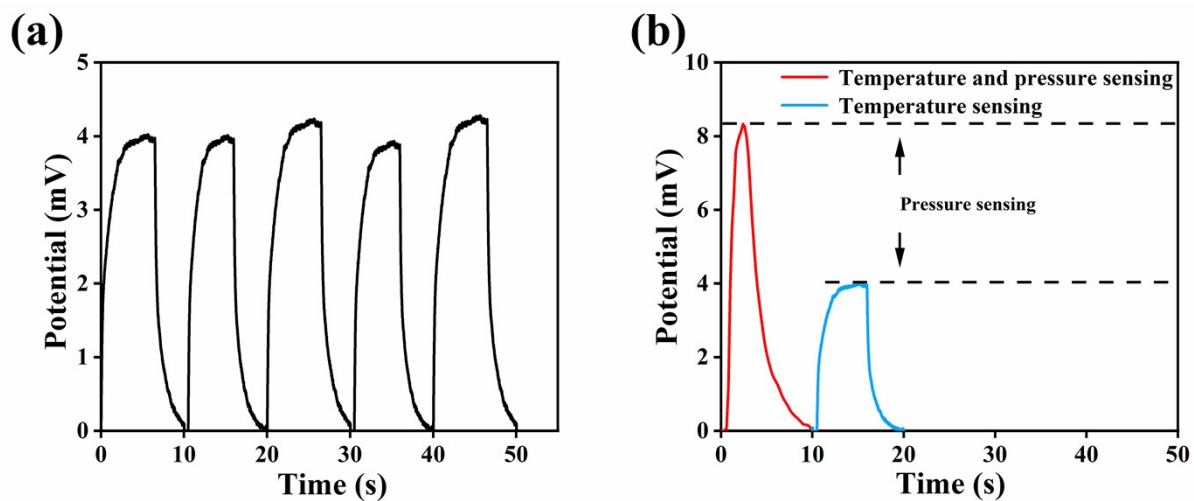 (a)
5
4
3
2
1
0
0 10 20 30 40 50
Time (s)
Potential (mV)
(b)
10
8
6
4
2
0
0 10 20 30 40 50
Time (s)
Potential (mV)
Temperature and pressure sensing
Temperature sensing
Pressure sensing